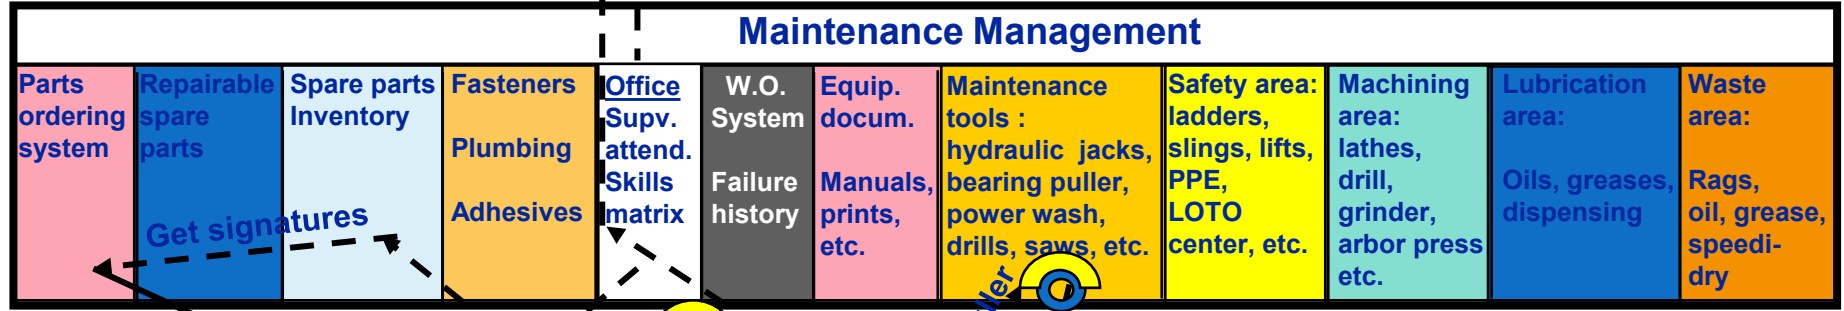 Maintenance Management
Parts
ordering
system
Repairable
spare
parts
Spare parts
Inventory
Get signatures
Fasteners
Plumbing
Adhesives
Office
Supv.
attend.
Skills
matrix
W.O.
System
Failure
history
Equip.
docum.
Manuals,
prints,
etc.
Maintenance
tools :
hydraulic jacks,
bearing puller,
power wash,
drills, saws, etc.
Safety area:
ladders,
slings, lifts,
PPE,
LOTO
center, etc.
Machining
area:
lathes,
drill,
grinder,
arbor press
etc.
Lubrication
area:
Oils, greases,
dispensing
Waste
area:
Rags,
oil, grease,
speedi-
dry